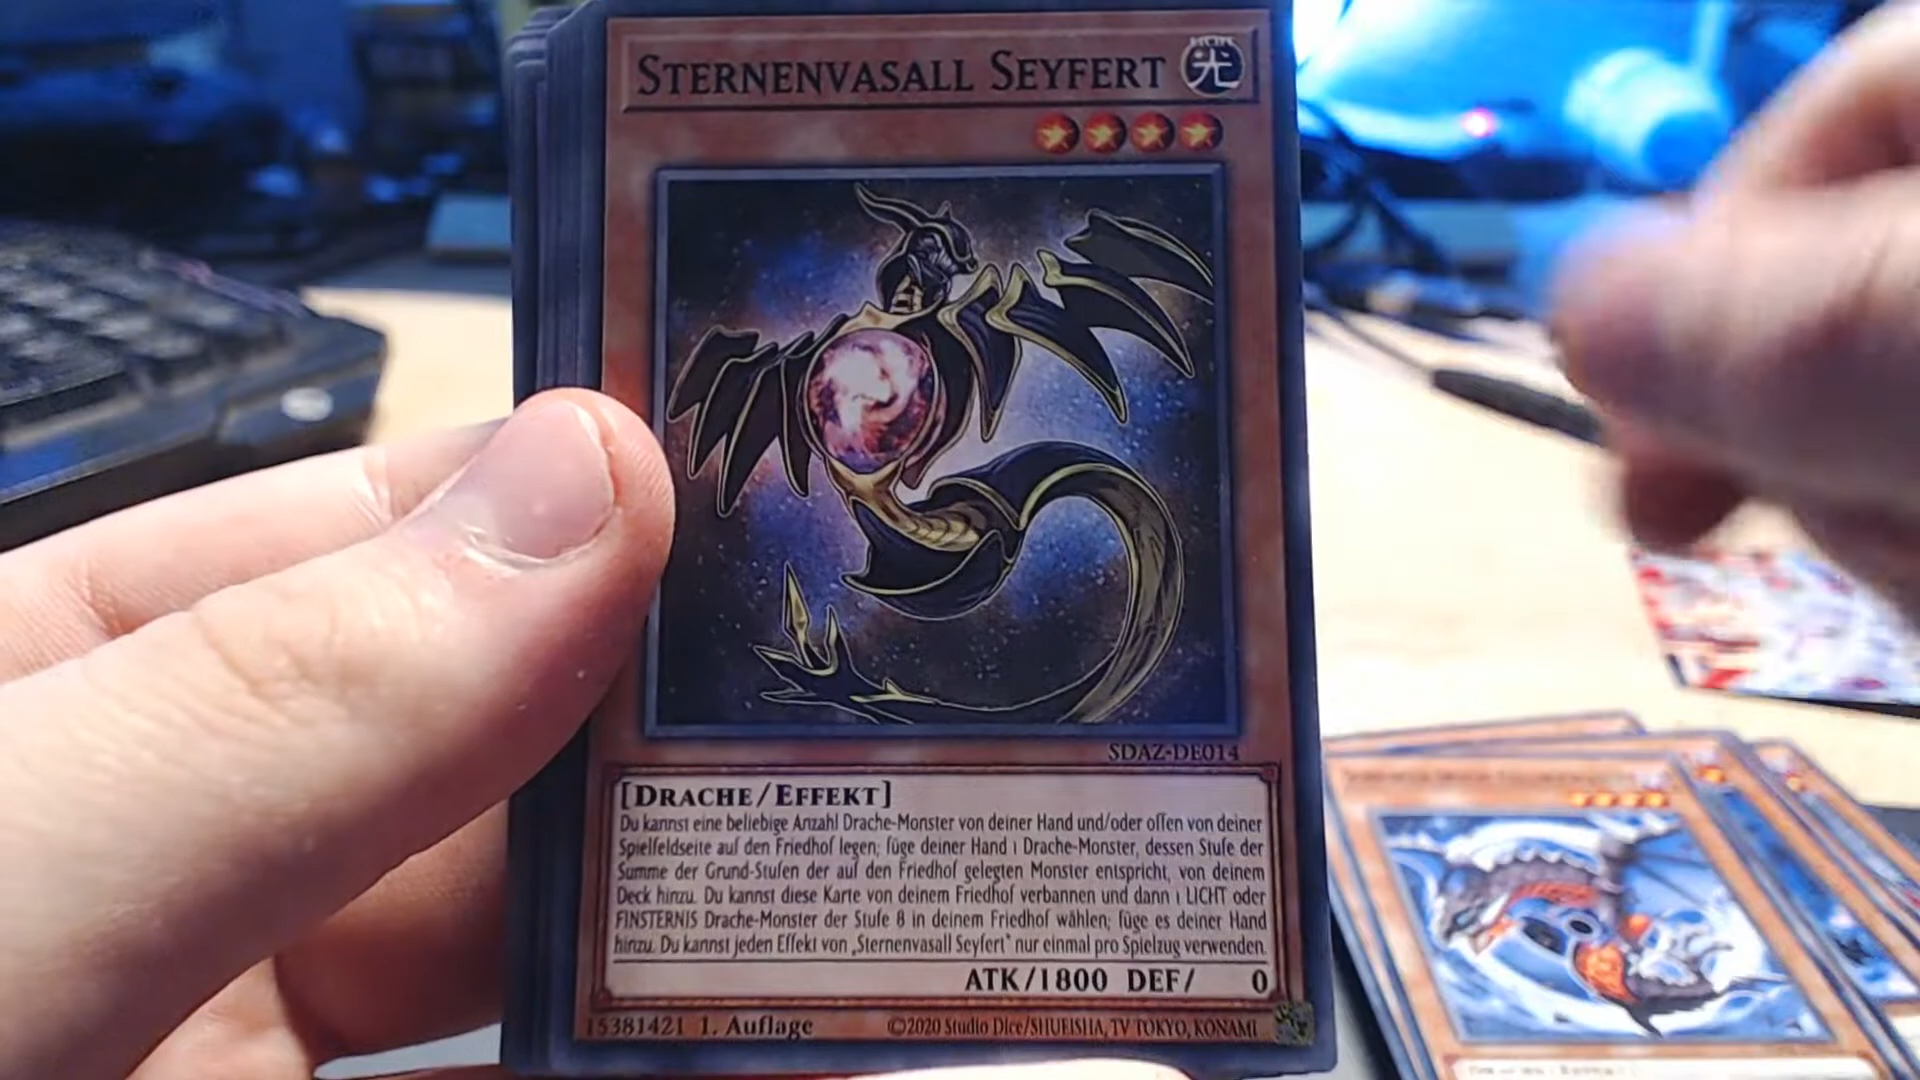 STERNENVASALL SEYFERT
LICHT
光
SDAZ-DE014
[DRACHE/EFFEKT]
Du kannst eine beliebige Anzahl Drache-Monster von deiner Hand und/oder offen von deiner
Spielfeldseite auf den Friedhof legen; füge deiner Hand 1 Drache-Monster, dessen Stufe der
Summe der Grund-Stufen der auf den Friedhof gelegten Monster entspricht, von deinem
Deck hinzu. Du kannst diese Karte von deinem Friedhof verbannen und dann 1 LICHT oder
FINSTERNIS Drache-Monster der Stufe 8 in deinem Friedhof wählen; füge es deiner Hand
hinzu. Du kannst jeden Effekt von „Sternenvasall Seyfert“ nur einmal pro Spielzug verwenden.
ATK/1800 DEF/ 0
15381421 1. Auflage ©2020 Studio Dice/SHUEISHA, TV TOKYO, KONAMI